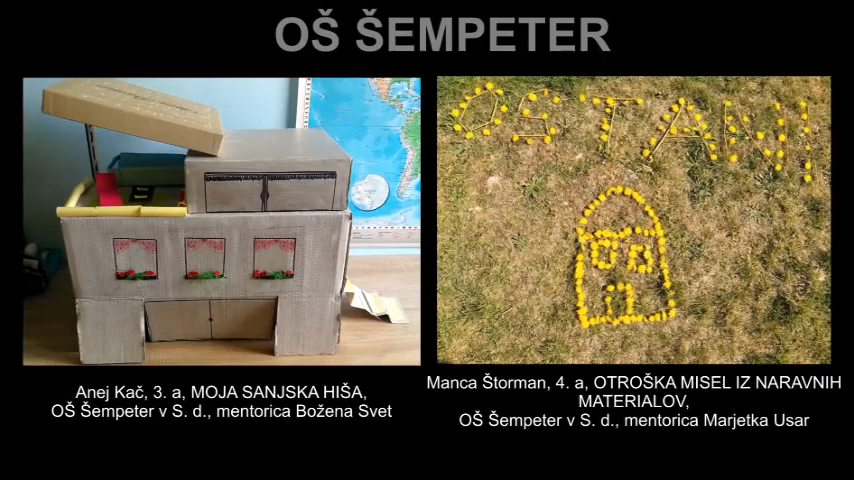 OŠ ŠEMPETER
OSTANI
Anej Kač, 3. a, MOJA SANJSKA HIŠA,
OŠ Šempeter v S. d., mentorica Božena Svet
Manca Štorman, 4. a, OTROŠKA MISEL IZ NARAVNIH
MATERIALOV,
OŠ Šempeter v S. d., mentorica Marjetka Usar